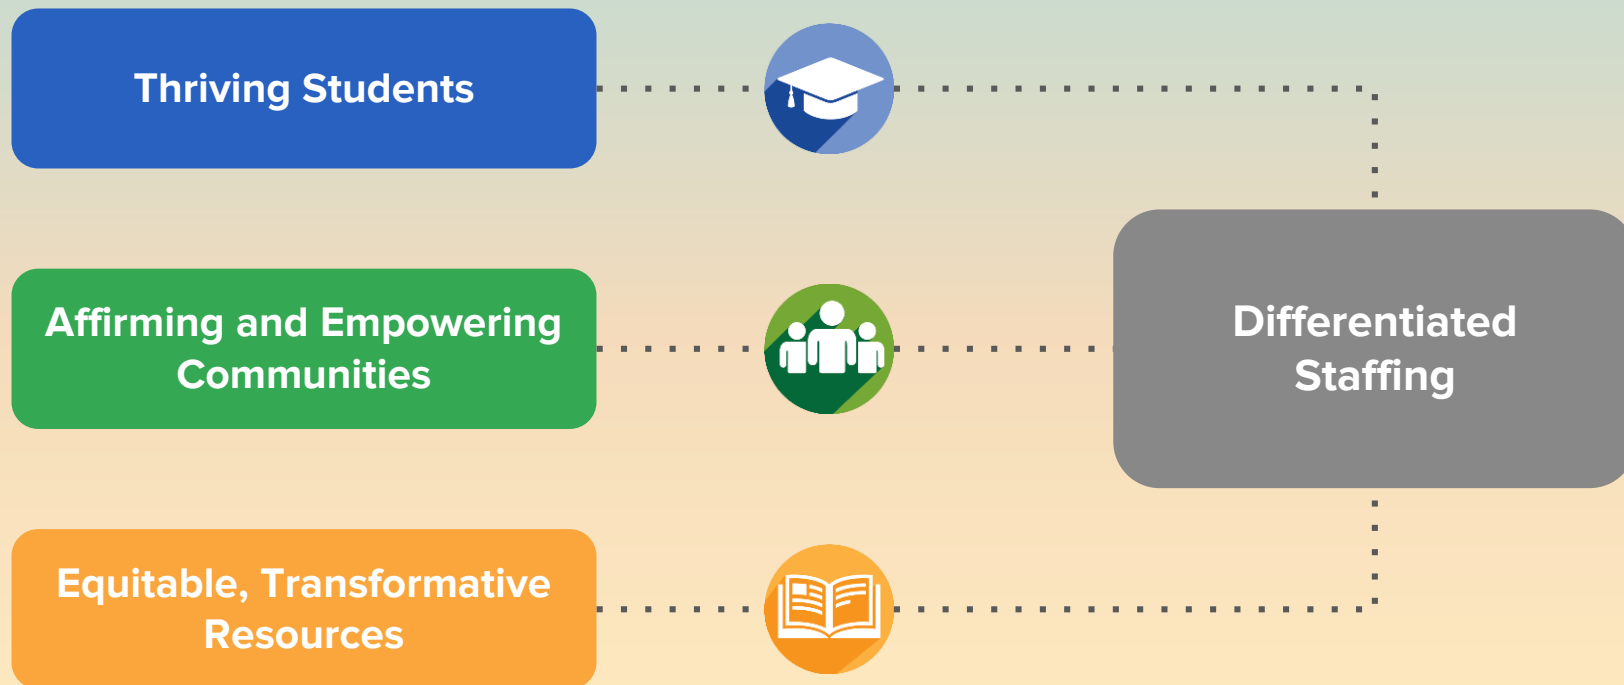 Thriving Students
Affirming and Empowering
Communities
Equitable, Transformative
Resources
Differentiated
Staffing